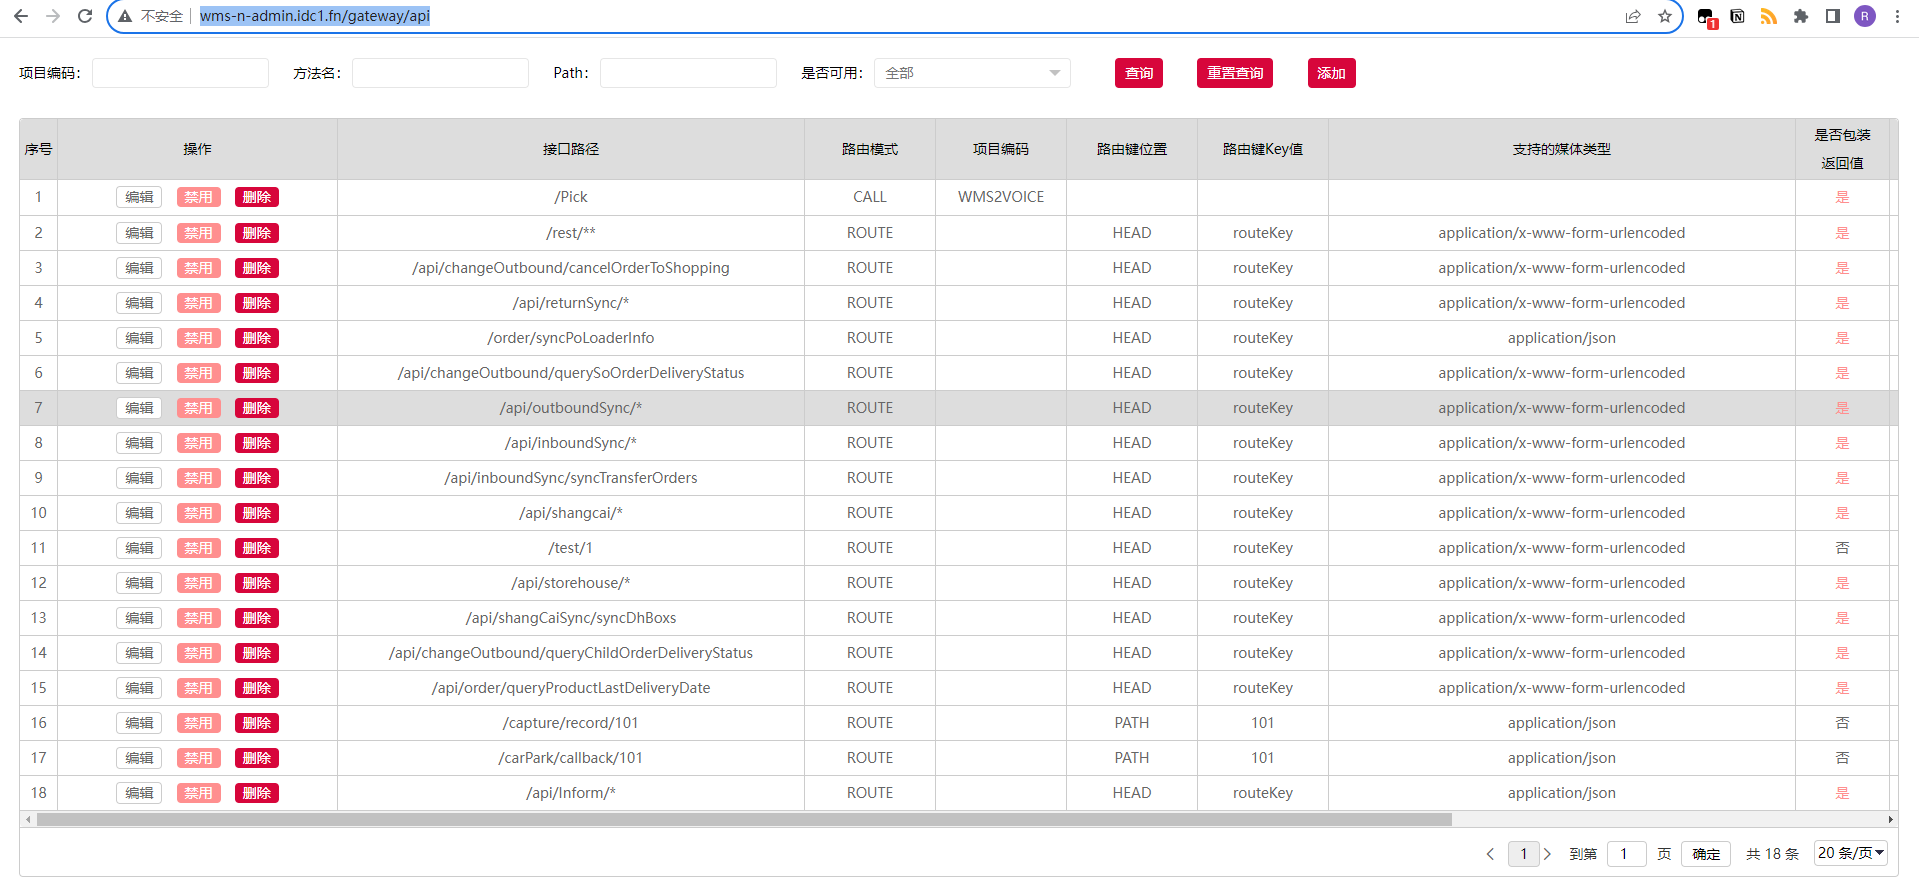 不安全 wms-n-admin.idc1.fn/gateway/api 1 R
项目编码: 方法名: Path: 是否可用: 全部 查询 重置查询 添加
序号 操作 接口路径 路由模式 项目编码 路由键位置 路由键Key值 支持的媒体类型 是否包装
返回值
1 编辑 禁用 删除 /Pick CALL WMS2VOICE 是
2 编辑 禁用 删除 /rest/** ROUTE HEAD routeKey application/x-www-form-urlencoded 是
3 编辑 禁用 删除 /api/changeOutbound/cancelOrderToShopping ROUTE HEAD routeKey application/x-www-form-urlencoded 是
4 编辑 禁用 删除 /api/returnSync/* ROUTE HEAD routeKey application/x-www-form-urlencoded 是
5 编辑 禁用 删除 /order/syncPoLoaderInfo ROUTE HEAD routeKey application/json 是
6 编辑 禁用 删除 /api/changeOutbound/querySoOrderDeliveryStatus ROUTE HEAD routeKey application/x-www-form-urlencoded 是
7 编辑 禁用 删除 /api/outboundSync/* ROUTE HEAD routeKey application/x-www-form-urlencoded 是
8 编辑 禁用 删除 /api/inboundSync/* ROUTE HEAD routeKey application/x-www-form-urlencoded 是
9 编辑 禁用 删除 /api/inboundSync/syncTransferOrders ROUTE HEAD routeKey application/x-www-form-urlencoded 是
10 编辑 禁用 删除 /api/shangcai/* ROUTE HEAD routeKey application/x-www-form-urlencoded 是
11 编辑 禁用 删除 /test/1 ROUTE HEAD routeKey application/x-www-form-urlencoded 否
12 编辑 禁用 删除 /api/storehouse/* ROUTE HEAD routeKey application/x-www-form-urlencoded 是
13 编辑 禁用 删除 /api/shangCaiSync/syncDhBoxs ROUTE HEAD routeKey application/x-www-form-urlencoded 是
14 编辑 禁用 删除 /api/changeOutbound/queryChildOrderDeliveryStatus ROUTE HEAD routeKey application/x-www-form-urlencoded 是
15 编辑 禁用 删除 /api/order/queryProductLastDeliveryDate ROUTE HEAD routeKey application/x-www-form-urlencoded 是
16 编辑 禁用 删除 /capture/record/101 ROUTE PATH 101 application/json 否
17 编辑 禁用 删除 /carPark/callback/101 ROUTE PATH 101 application/json 否
18 编辑 禁用 删除 /api/Inform/* ROUTE HEAD routeKey application/json 是
1 到第 1 页 确定 共 18 条 20 条/页